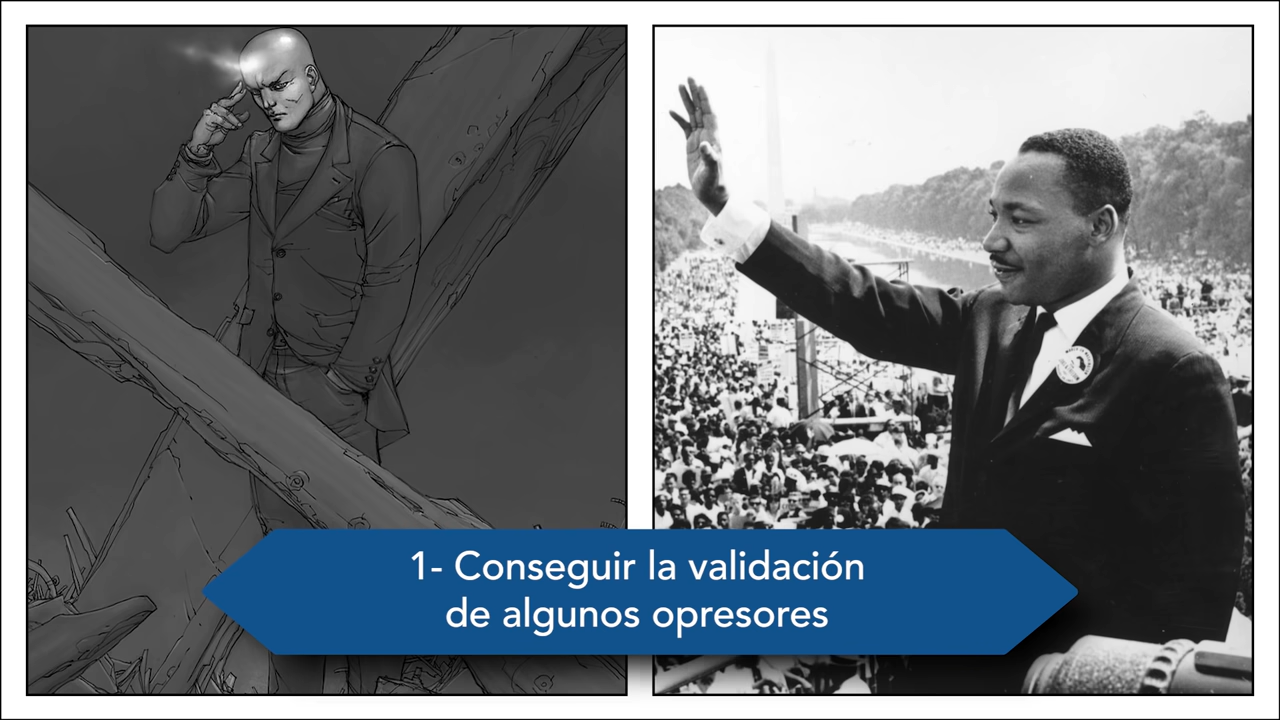 1- Conseguir la validación
de algunos opresores